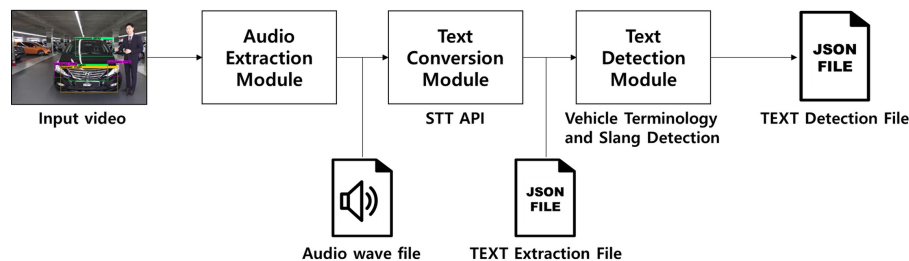 Audio
Extraction
Module
Text
Conversion
Module
Text
Detection
Module
JSON
FILE
Input video
STT API
Vehicle Terminology
and Slang Detection
TEXT Detection File
JSON
FILE
Audio wave file
TEXT Extraction File